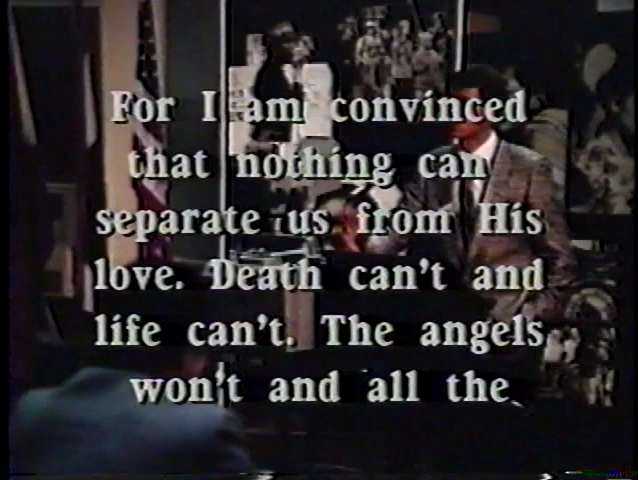 For I am convinced
that nothing can
separate us from His
love. Death can't and
life can't. The angels
won't and all the